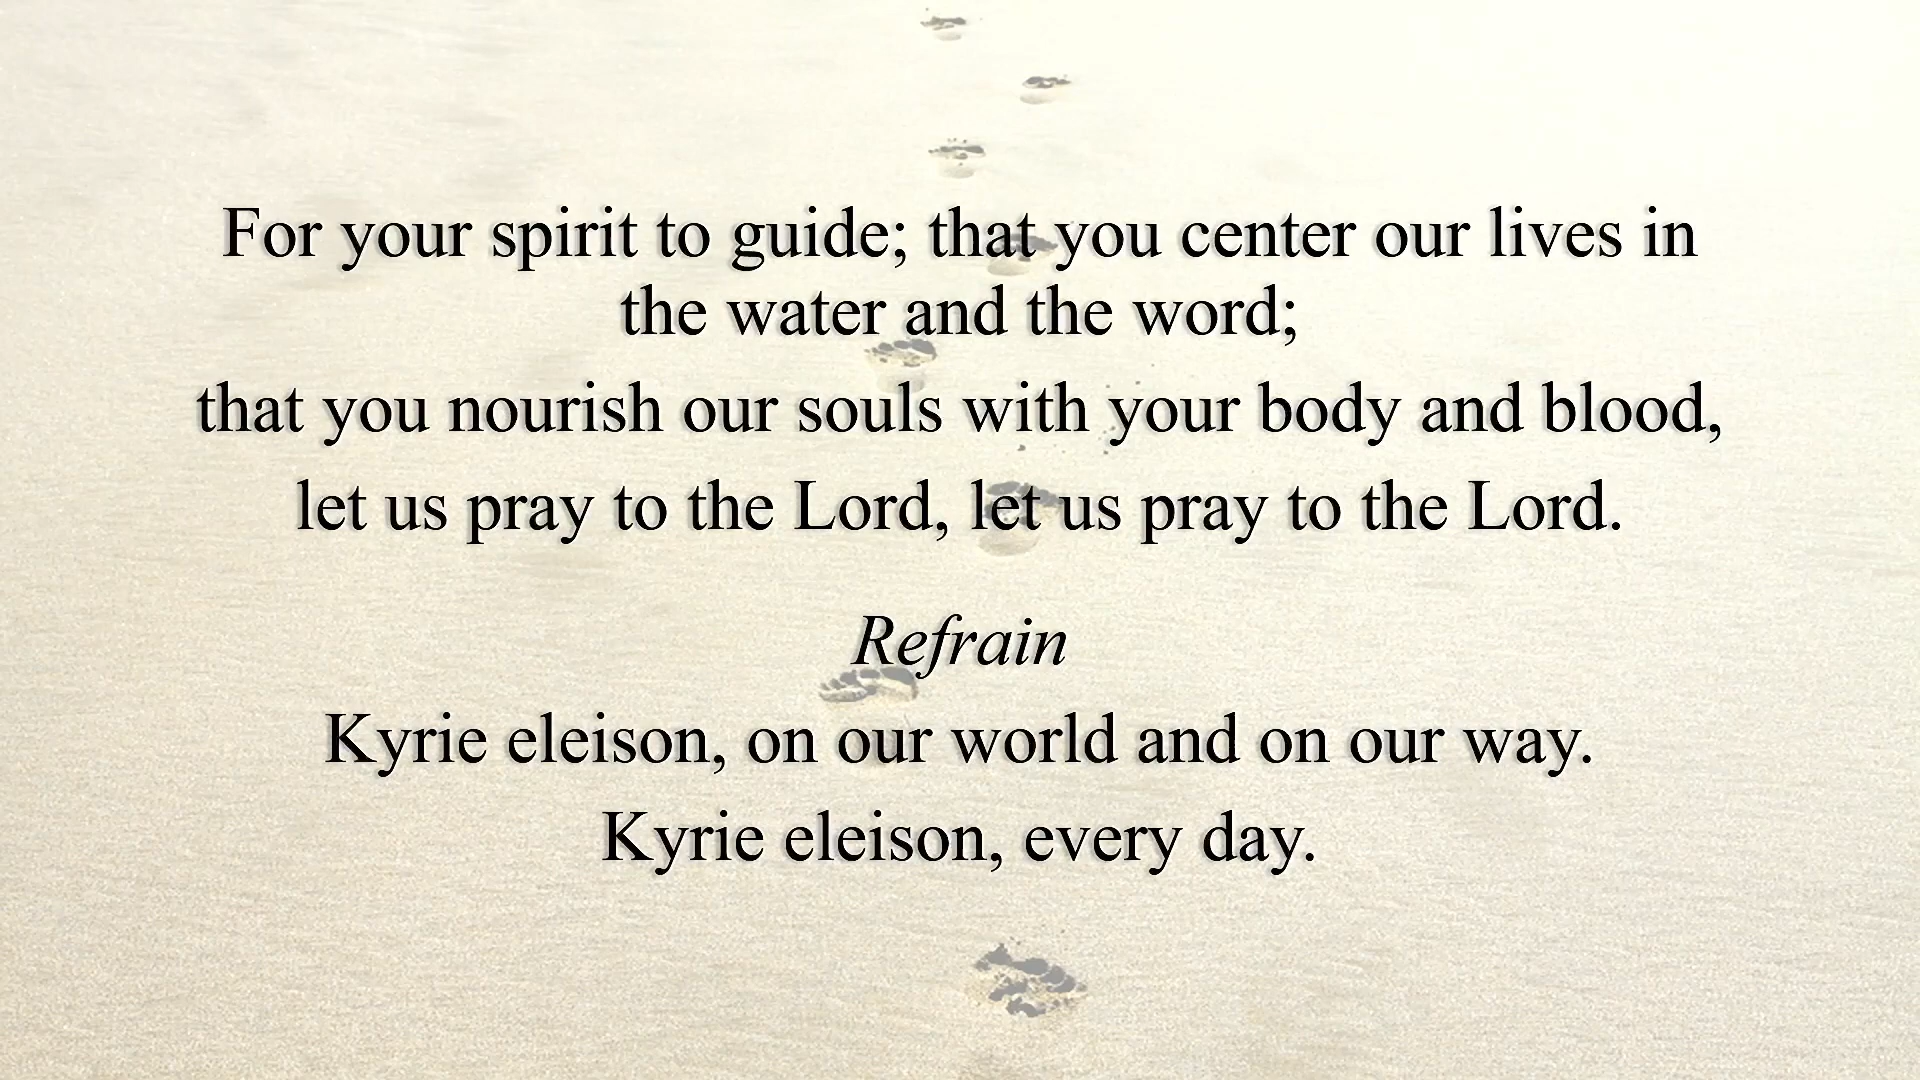 For your spirit to guide; that you center our lives in
the water and the word;
that you nourish our souls with your body and blood,
let us pray to the Lord, let us pray to the Lord.
Refrain
Kyrie eleison, on our world and on our way.
Kyrie eleison, every day.